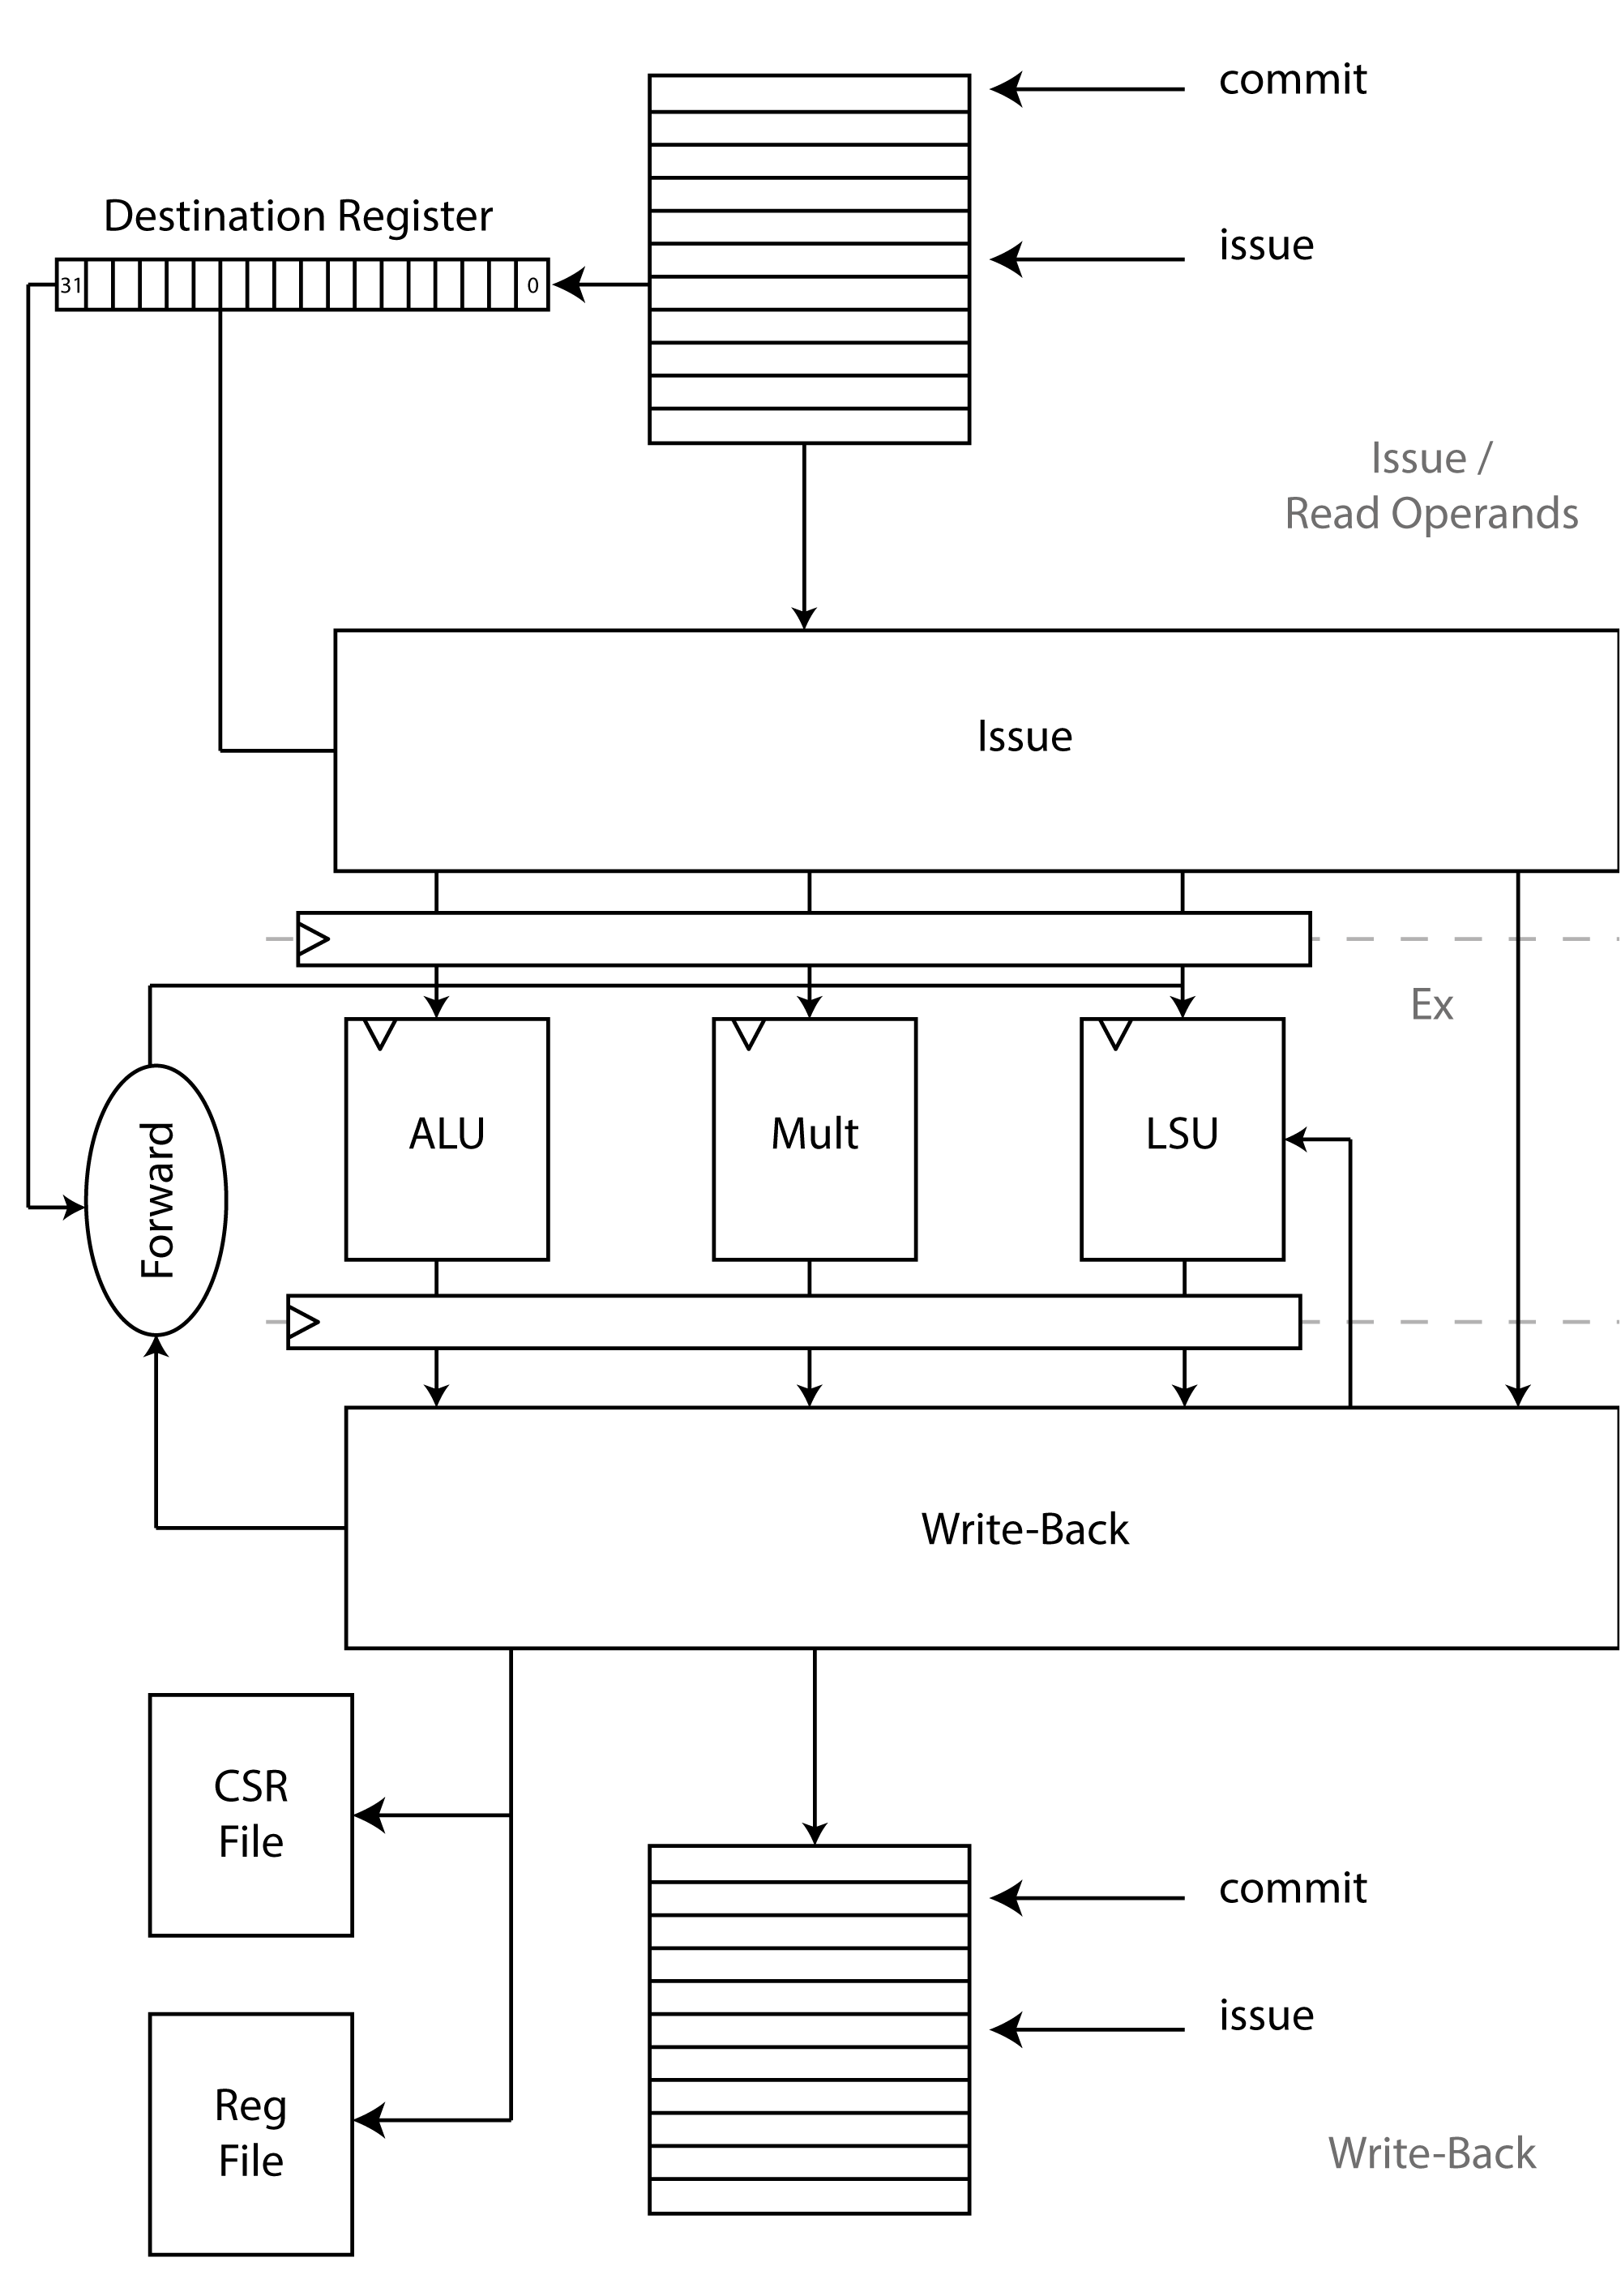 commit
Destination Register
issue
31
0
Issue /
Read Operands
Issue
Ex
ALU
Mult
LSU
Forward
Write-Back
CSR
File
commit
issue
Reg
File
Write-Back